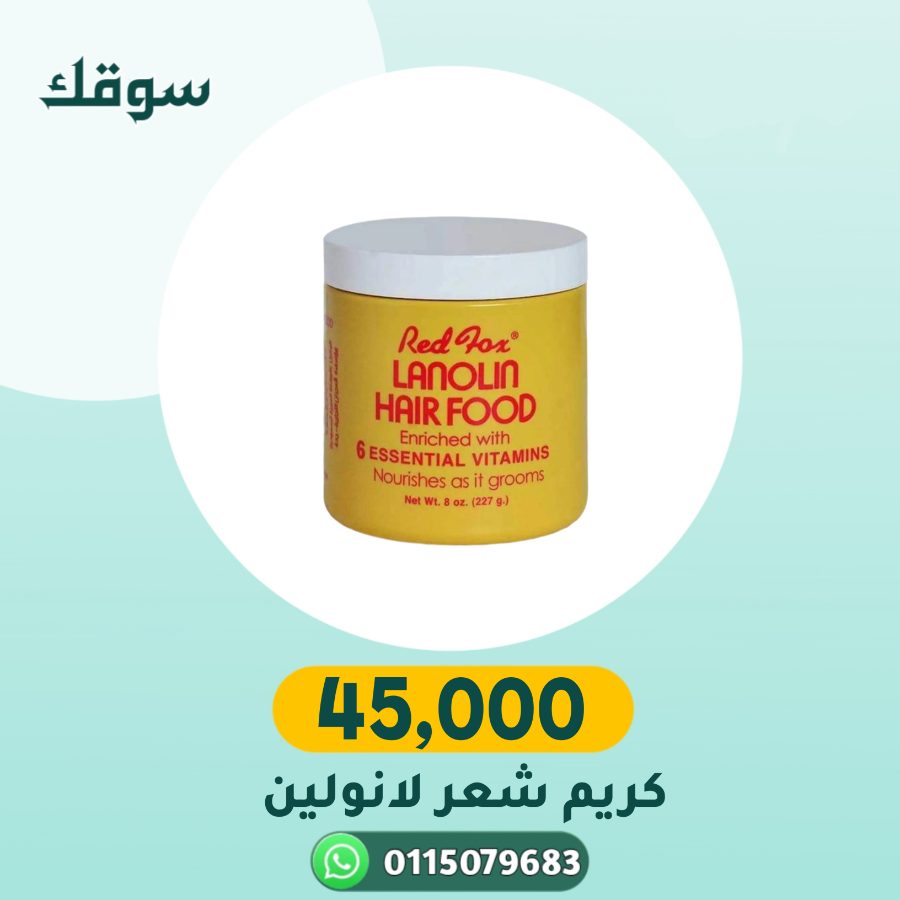 سوقك
Red Fox®
LANOLIN
HAIR FOOD
Enriched with
6 ESSENTIAL VITAMINS
Nourishes as it grooms
Net Wt. 8 oz. (227 g.)
45,000
كريم شعر لانولين
0115079683